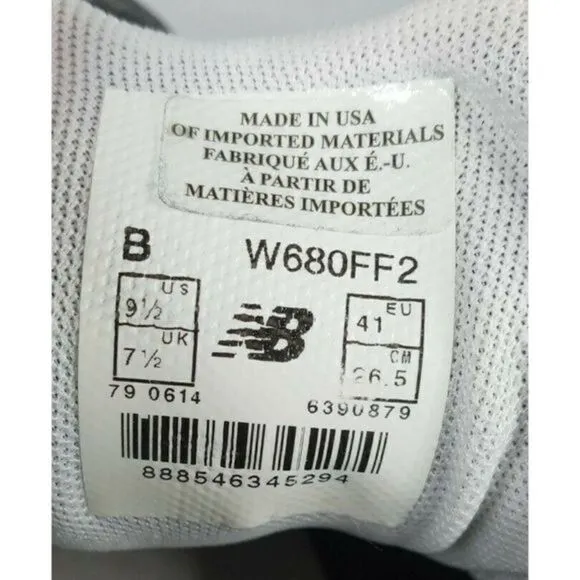 MADE IN USA
OF IMPORTED MATERIALS
FABRIQUÉ AUX É.-U.
À PARTIR DE
MATIÈRES IMPORTÉES
B W680FF2
US
9½
UK
7½
NB
EU
41
CM
26.5
79 0614
6390879
888546345294